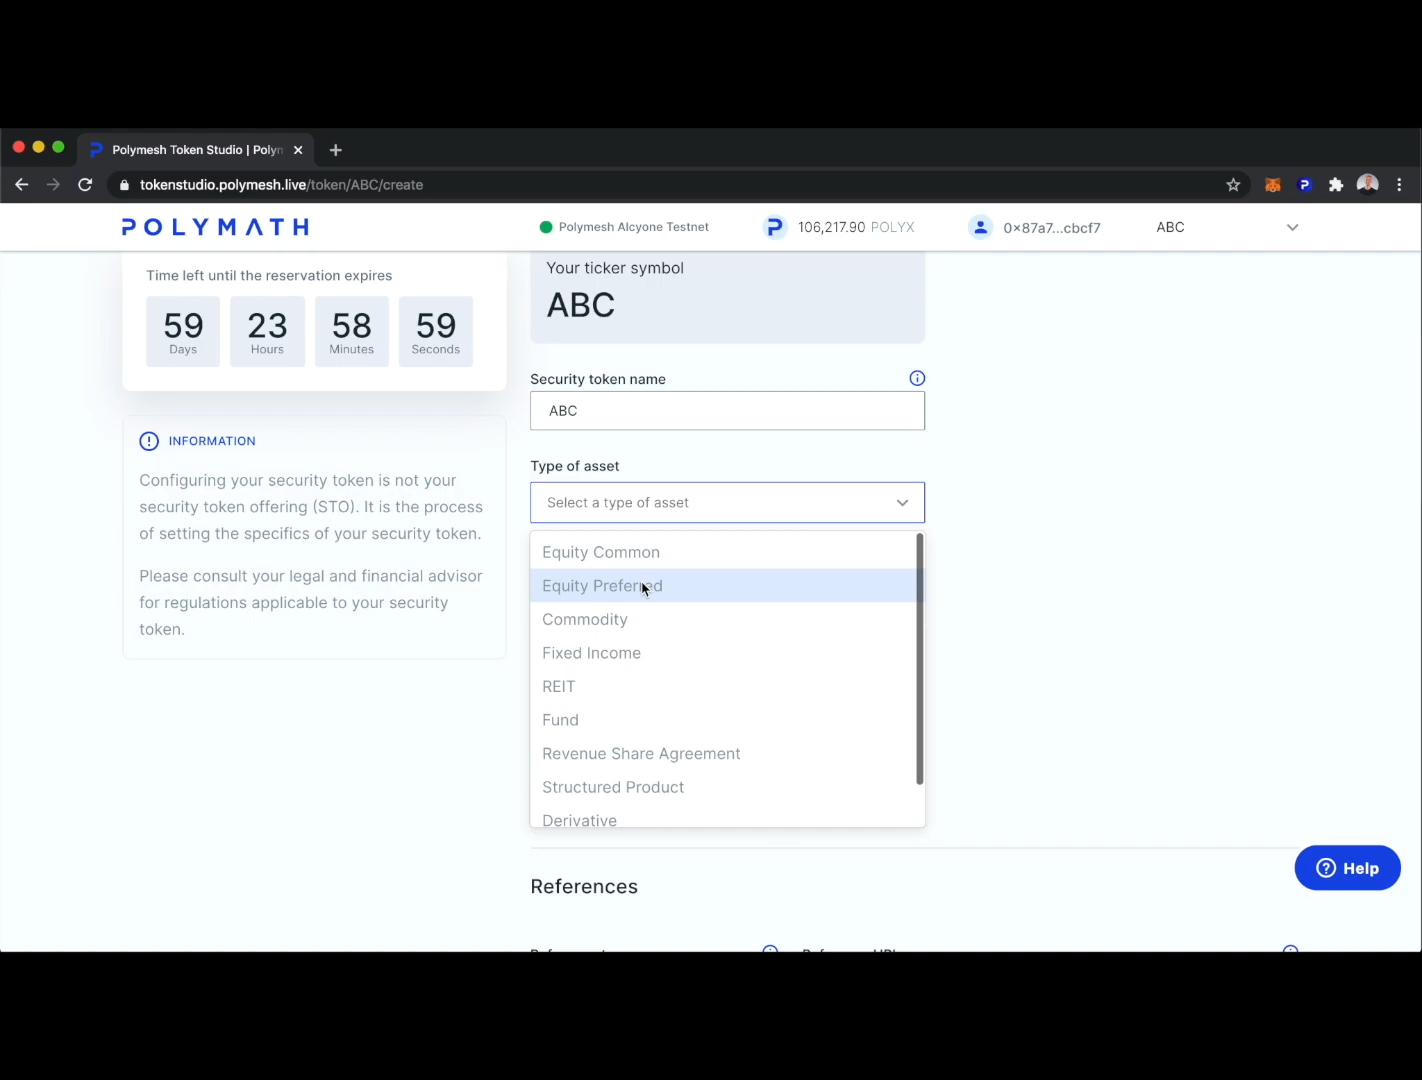 Polymesh Token Studio | Polyn
tokenstudio.polymesh.live/token/ABC/create
POLYMATH
Polymesh Alcyone Testnet
106,217.90 POLYX
0×87a7...cbcf7
ABC
Time left until the reservation expires
59 23 58 59
Days Hours Minutes Seconds
INFORMATION
Configuring your security token is not your
security token offering (STO). It is the process
of setting the specifics of your security token.
Please consult your legal and financial advisor
for regulations applicable to your security
token.
Your ticker symbol
ABC
Security token name
ABC
Type of asset
Select a type of asset
Equity Common
Equity Preferred
Commodity
Fixed Income
REIT
Fund
Revenue Share Agreement
Structured Product
Derivative
References
Help